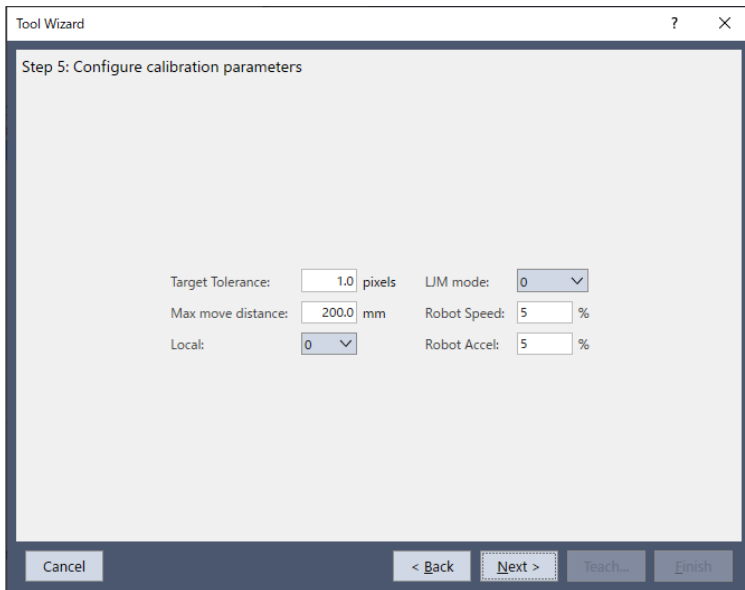 Tool Wizard ?
Step 5: Configure calibration parameters
Target Tolerance: 1.0 pixels LJM mode: 0
Max move distance: 200.0 mm Robot Speed: 5 %
Local: 0 Robot Accel: 5 %
Cancel < Back Next > Teach... Finish